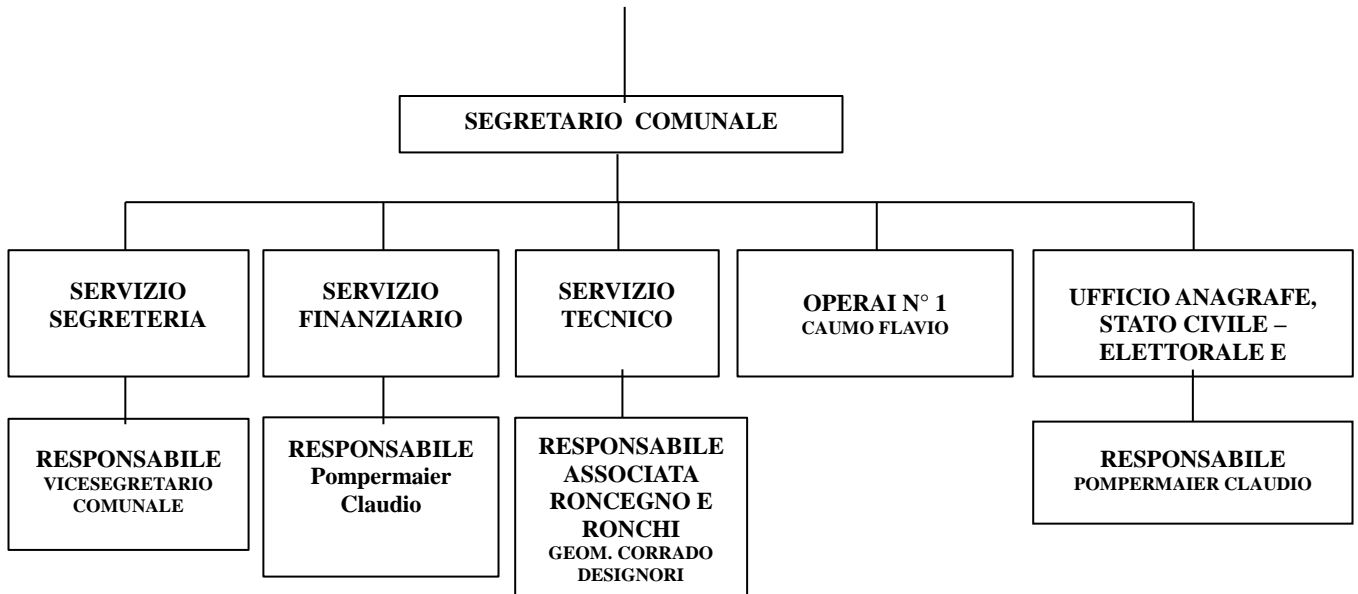 SEGRETARIO COMUNALE
SERVIZIO
SEGRETERIA
SERVIZIO
FINANZIARIO
SERVIZIO
TECNICO
OPERAI N° 1
CAUMO FLAVIO
UFFICIO ANAGRAFE,
STATO CIVILE –
ELETTORALE E
RESPONSABILE
VICESEGRETARIO
COMUNALE
RESPONSABILE
Pompermaier
Claudio
RESPONSABILE
ASSOCIATA
RONCEGNO E
RONCHI
GEOM. CORRADO
DESIGNORI
RESPONSABILE
POMPERMAIER CLAUDIO